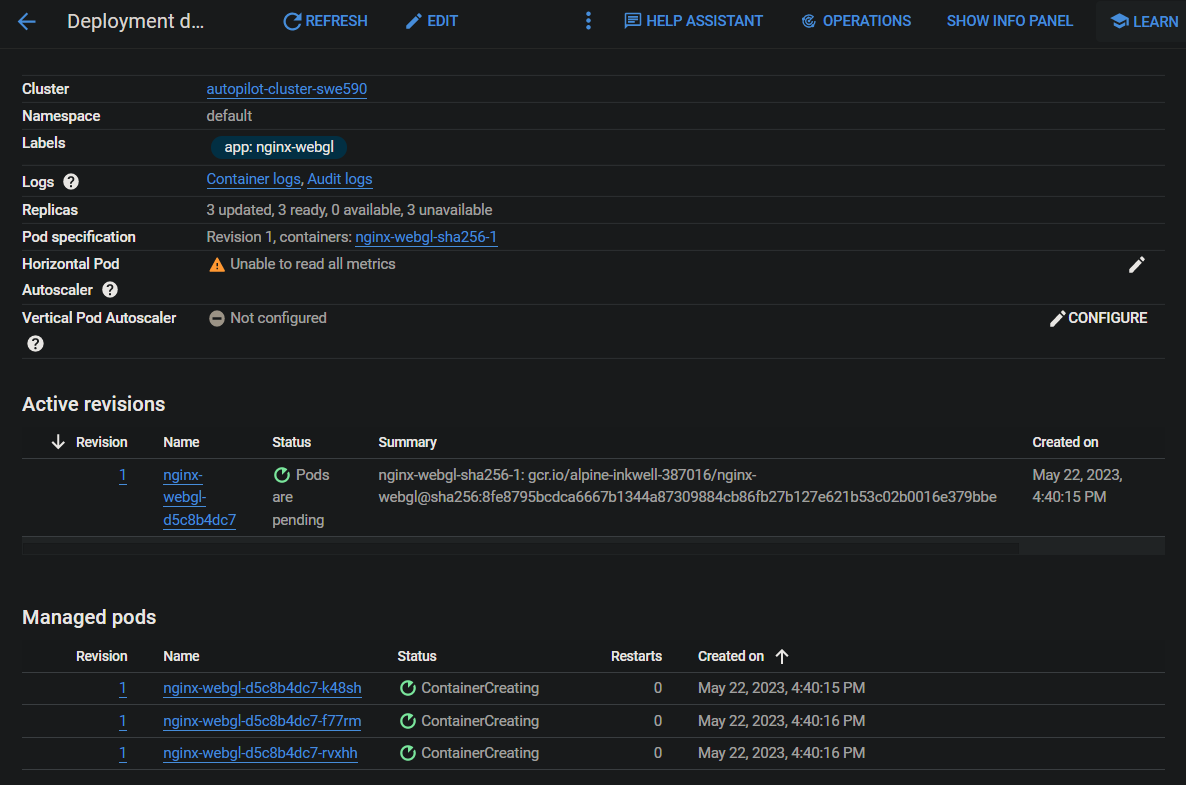 Deployment d... REFRESH EDIT HELP ASSISTANT OPERATIONS SHOW INFO PANEL LEARN
Cluster autopilot-cluster-swe590
Namespace default
Labels app: nginx-webgl
Logs ? Container logs, Audit logs
Replicas 3 updated, 3 ready, 0 available, 3 unavailable
Pod specification Revision 1, containers: nginx-webgl-sha256-1
Horizontal Pod Unable to read all metrics
Autoscaler ?
Vertical Pod Autoscaler Not configured CONFIGURE
?
Active revisions
Revision Name Status Summary Created on
1 nginx- Pods nginx-webgl-sha256-1: gcr.io/alpine-inkwell-387016/nginx- May 22, 2023,
webgl- are webgl@sha256:8fe8795bcdca6667b1344a87309884cb86fb27b127e621b53c02b0016e379bbe 4:40:15 PM
d5c8b4dc7 pending
Managed pods
Revision Name Status Restarts Created on
1 nginx-webgl-d5c8b4dc7-k48sh ContainerCreating 0 May 22, 2023, 4:40:15 PM
1 nginx-webgl-d5c8b4dc7-f77rm ContainerCreating 0 May 22, 2023, 4:40:16 PM
1 nginx-webgl-d5c8b4dc7-rvxhh ContainerCreating 0 May 22, 2023, 4:40:16 PM